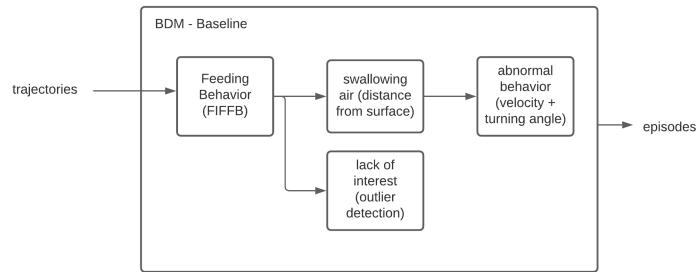 BDM - Baseline
trajectories
Feeding
Behavior
(FIFFB)
swallowing
air (distance
from surface)
abnormal
behavior
(velocity +
turning angle)
episodes
lack of
interest
(outlier
detection)